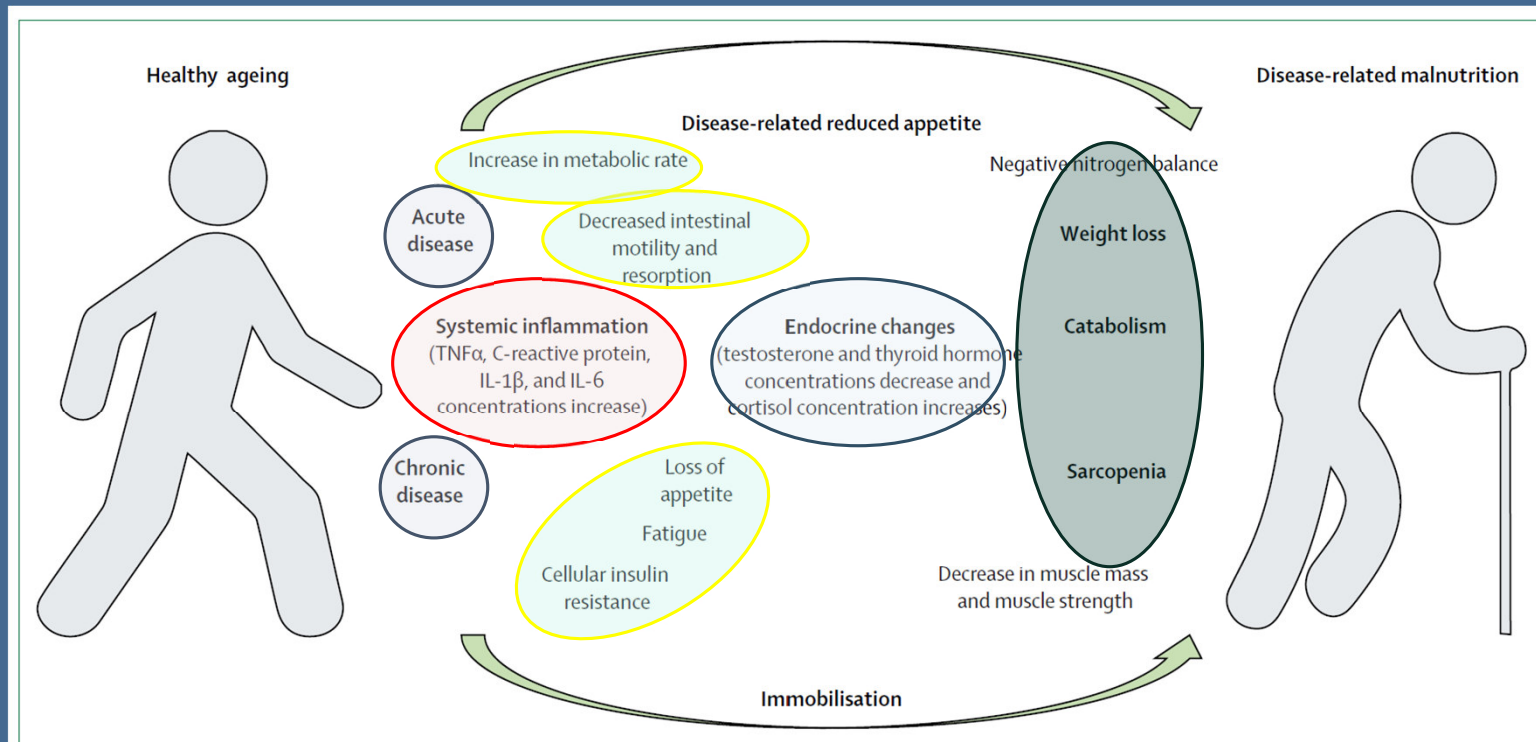 Healthy ageing
Disease-related malnutrition
Disease-related reduced appetite
Increase in metabolic rate
Negative nitrogen balance
Acute
disease
Decreased intestinal
motility and
resorption
Weight loss
Systemic inflammation
(TNFα, C-reactive protein,
IL-1β, and IL-6
concentrations increase)
Endocrine changes
(testosterone and thyroid hormone
concentrations decrease and
cortisol concentration increases)
Catabolism
Chronic
disease
Loss of
appetite
Fatigue
Cellular insulin
resistance
Sarcopenia
Decrease in muscle mass
and muscle strength
Immobilisation